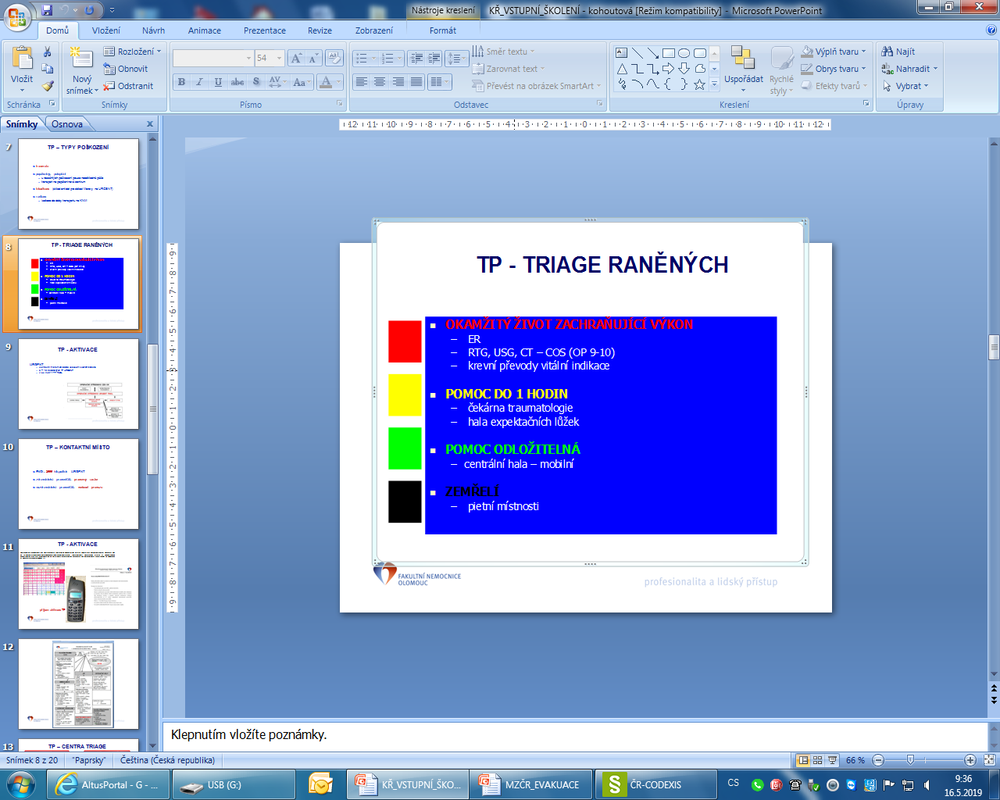 Nástroje kreslení
KŘ_VSTUPNÍ_ŠKOLENÍ - kohoutová [Režim kompatibility] - Microsoft PowerPoint
Domů Vložení Návrh Animace Prezentace Revize Zobrazení Formát
Vložit
Schránka
Nový snímek
Rozložení
Obnovit
Odstranit
Snímky
54
B I U abc S AV Aa A
Písmo
Směr textu
Zarovnat text
Převést na obrázek SmartArt
Odstavec
Uspořádat
Rychlé styly
Výplň tvaru
Obrys tvaru
Efekty tvarů
Kreslení
Najít
Nahradit
Vybrat
Úpravy
Snímky Osnova
7
TP – TYPY POŠKOZENÍ
8
TP - TRIAGE RANĚNÝCH
9
TP - AKTIVACE
URGENT
10
TP – KONTAKTNÍ MÍSTO
11
TP - AKTIVACE
12
13
TP – CENTRA TRIAGE
TP - TRIAGE RANĚNÝCH
OKAMŽITÝ ŽIVOT ZACHRAŇUJÍCÍ VÝKON
– ER
– RTG, USG, CT – COS (OP 9-10)
– krevní převody vitální indikace
POMOC DO 1 HODIN
– čekárna traumatologie
– hala expektačních lůžek
POMOC ODLOŽITELNÁ
– centrální hala – mobilní
ZEMŘELÍ
– pietní místnosti
FAKULTNÍ NEMOCNICE
OLOMOUC
profesionalita a lidský přístup
Klepnutím vložíte poznámky.
Snímek 8 z 20 "Paprsky" Čeština (Česká republika) 66 %
AltusPortal - G - ... USB (G:) KŘ_VSTUPNÍ_ŠKO... MZČR_EVAKUACE ČR-CODEXIS CS
9:36
16.5.2019